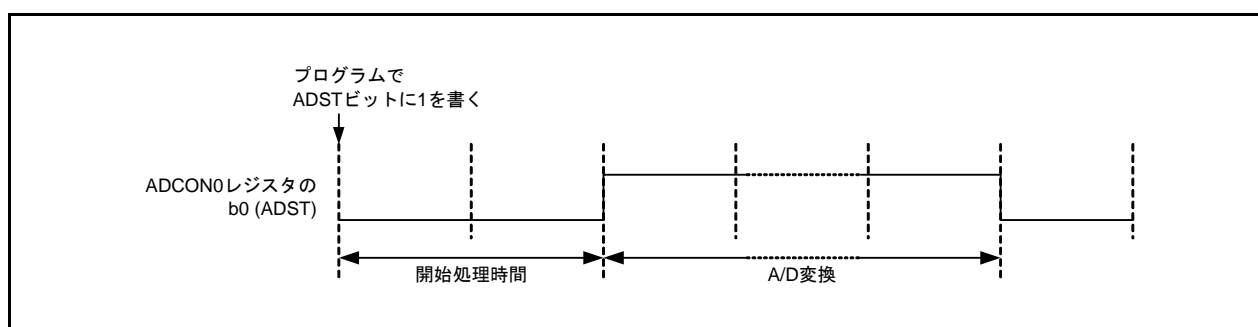 プログラムで
ADSTビットに1を書く
ADCON0レジスタの
b0 (ADST)
開始処理時間
A/D変換